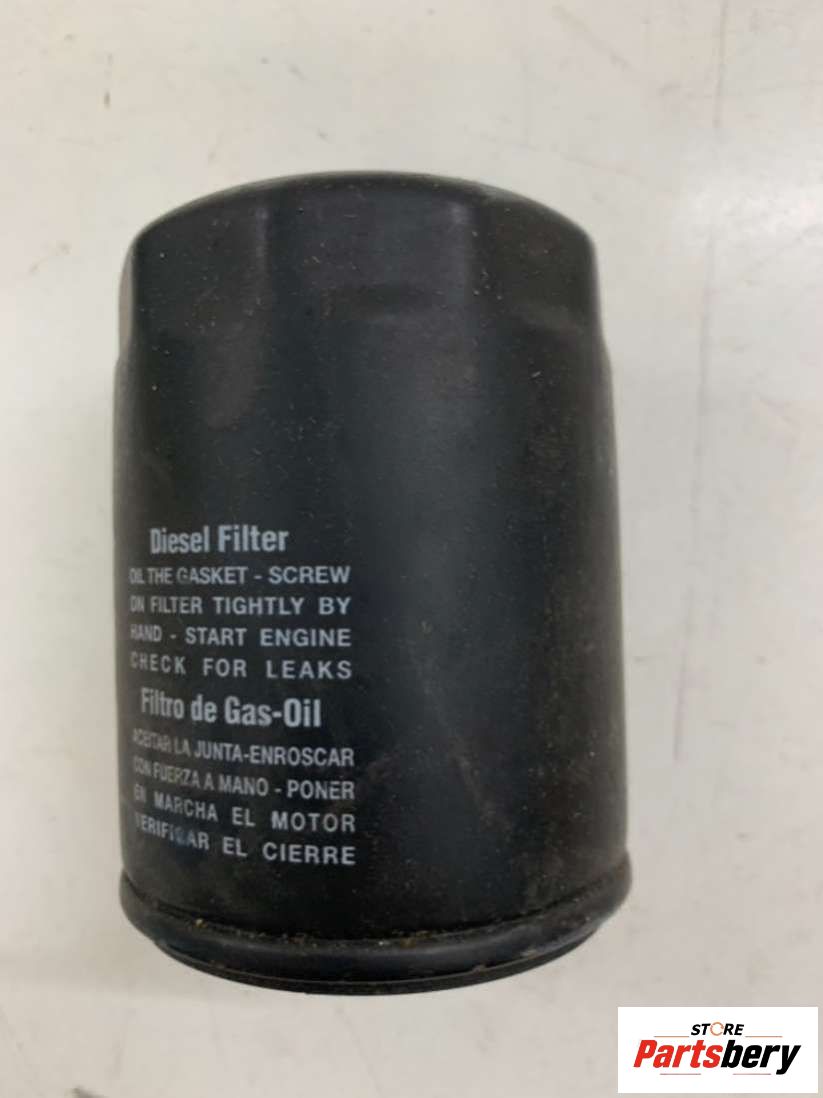 Diesel Filter
OIL THE GASKET - SCREW
ON FILTER TIGHTLY BY
HAND - START ENGINE
CHECK FOR LEAKS
Filtro de Gas-Oil
ACEITAR LA JUNTA-ENROSCAR
CON FUERZA A MANO - PONER
EN MARCHA EL MOTOR
VERIFICAR EL CIERRE
STORE
Partsbery